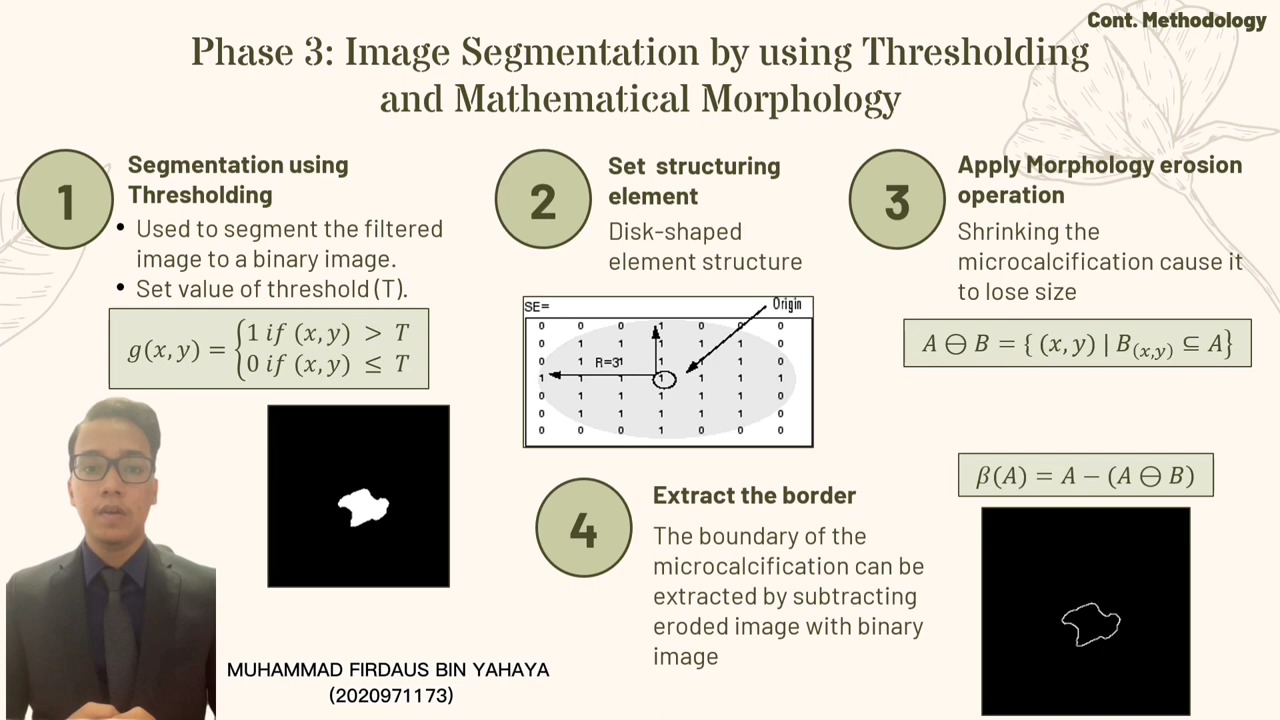 Cont. Methodology
Phase 3: Image Segmentation by using Thresholding
and Mathematical Morphology
1
Segmentation using
Thresholding
• Used to segment the filtered
image to a binary image.
• Set value of threshold (T).
g(x, y) = {1 if (x, y) > T
0 if (x, y) ≤ T
2
Set structuring
element
Disk-shaped
element structure
SE=
Origin
0 0 0 1 0 0 0
0 1 1 1 1 1 0
0 1 1 1 1 1 0
R=3
1 1 1 1 1 1 1
0 1 1 1 1 1 0
0 1 1 1 1 1 0
0 0 0 1 0 0 0
3
Apply Morphology erosion
operation
Shrinking the
microcalcification cause it
to lose size
A ⊖ B = { (x, y) | B(x,y) ⊆ A}
4
Extract the border
The boundary of the
microcalcification can be
extracted by subtracting
eroded image with binary
image
β(A) = A − (A ⊖ B)
MUHAMMAD FIRDAUS BIN YAHAYA
(2020971173)